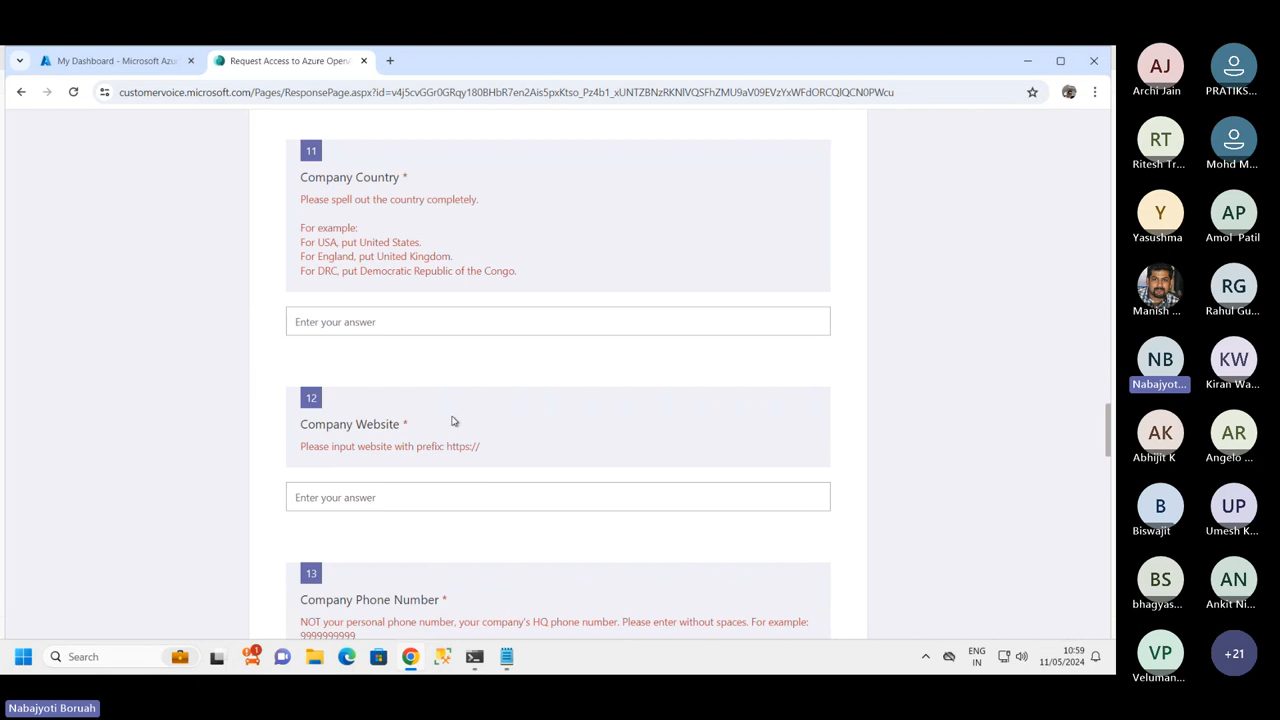 My Dashboard - Microsoft Azu
Request Access to Azure OpenA
customervoice.microsoft.com/Pages/ResponsePage.aspx?id=v4j5cvGGr0GRqy180BHbR7en2Ais5pxKtso_Pz4b1_xUNTZBNzRKNlVQSFhZMU9aV09EVzYxWFdORCQlQCN0PWcu
11
Company Country *
Please spell out the country completely.
For example:
For USA, put United States.
For England, put United Kingdom.
For DRC, put Democratic Republic of the Congo.
Enter your answer
12
Company Website *
Please input website with prefix: https://
Enter your answer
13
Company Phone Number *
NOT your personal phone number, your company's HQ phone number. Please enter without spaces. For example:
9999999999
Search
1
ENG
IN
10:59
11/05/2024
AJ
Archi Jain
PRATIKS...
RT
Ritesh Tr...
Mohd M...
Y
Yasushma
AP
Amol Patil
Manish ...
RG
Rahul Gu...
NB
Nabajyot...
KW
Kiran Wa...
AK
Abhijit K
AR
Angelo ...
B
Biswajit
UP
Umesh K...
BS
bhagyas...
AN
Ankit Ni...
VP
Veluman...
+21
Nabajyoti Boruah